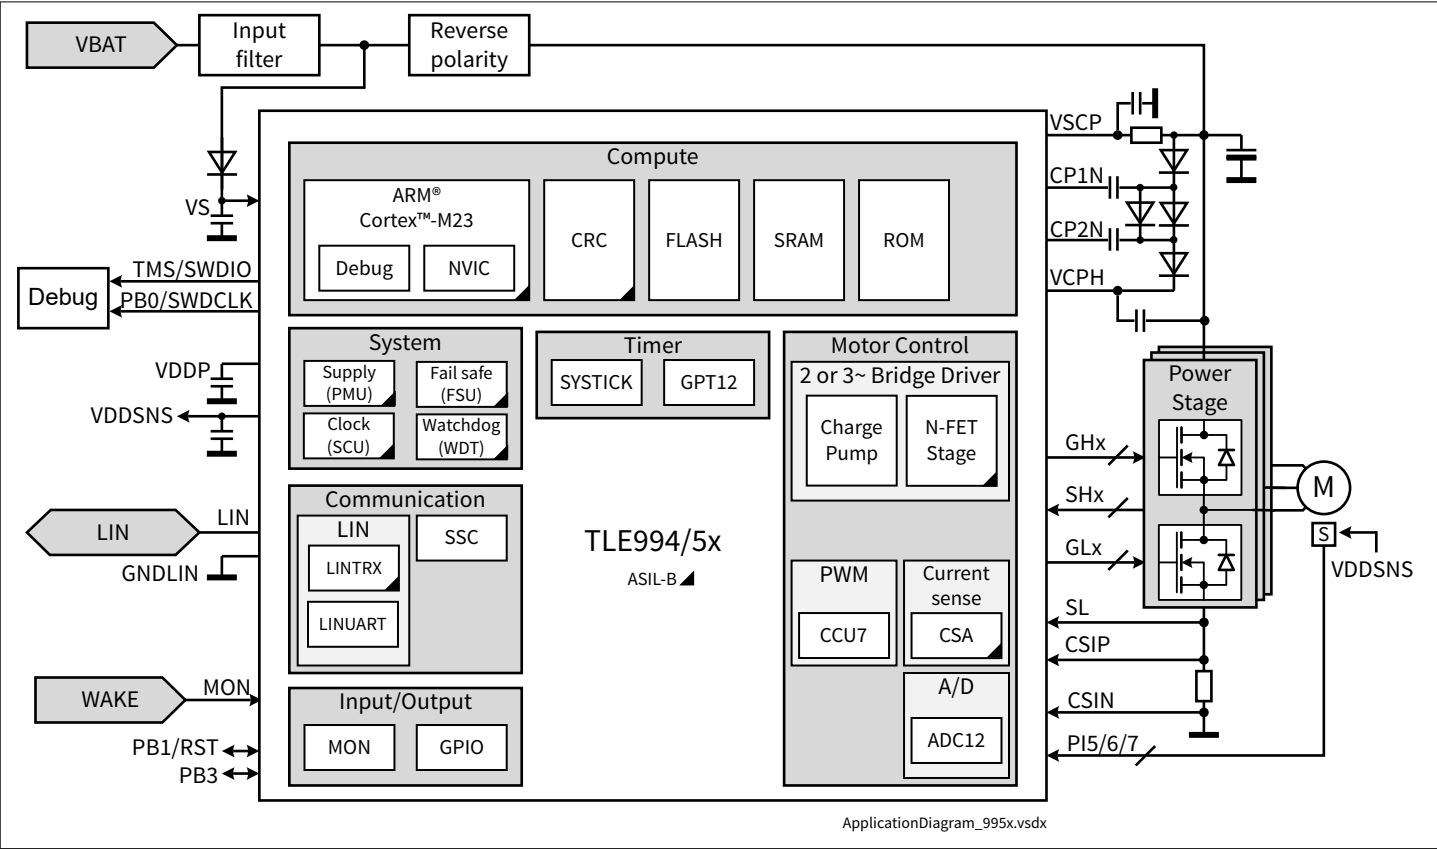 VBAT
Input
filter
Reverse
polarity
VS
TMS/SWDIO
PB0/SWDCLK
Debug
VDDP
VDDSNS
LIN
LIN
GNDLIN
WAKE
MON
PB1/RST
PB3
Compute
ARM®
Cortex™-M23
Debug
NVIC
CRC
FLASH
SRAM
ROM
System
Supply
(PMU)
Fail safe
(FSU)
Clock
(SCU)
Watchdog
(WDT)
Timer
SYSTICK
GPT12
Communication
LIN
LINTRX
LINUART
SSC
Input/Output
MON
GPIO
TLE994/5x
ASIL-B
Motor Control
2 or 3~ Bridge Driver
Charge
Pump
N-FET
Stage
PWM
CCU7
Current
sense
CSA
A/D
ADC12
VSCP
CP1N
CP2N
VCPH
GHx
SHx
GLx
SL
CSIP
CSIN
PI5/6/7
Power
Stage
M
S
VDDSNS
ApplicationDiagram_995x.vsdx